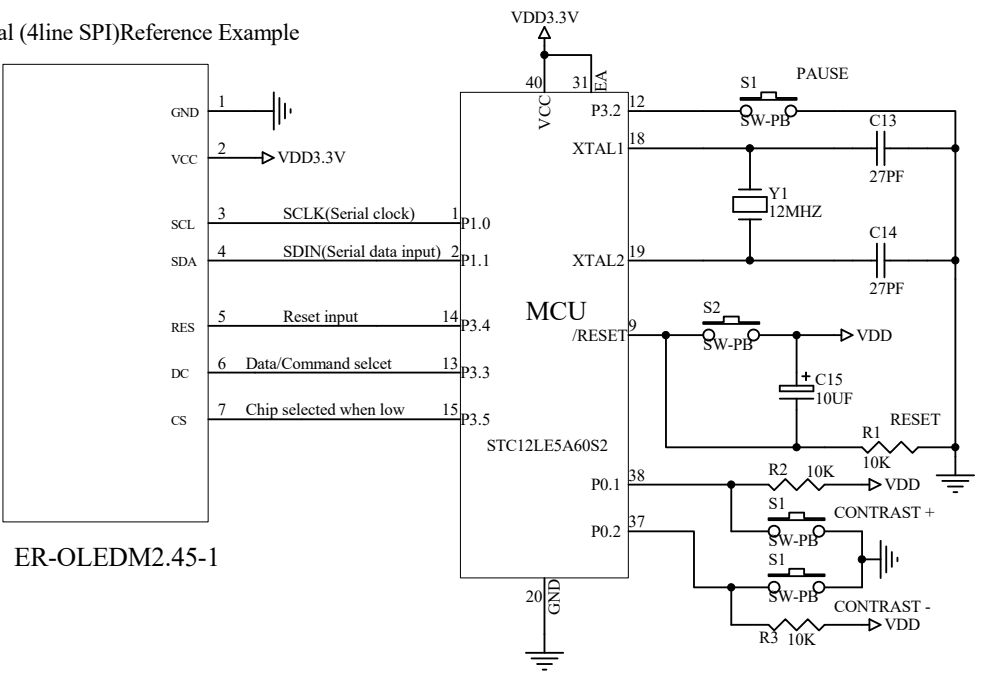 VDD3.3V
al (4line SPI)Reference Example
40
31
EA
VCC
GND
1
VCC
2
VDD3.3V
SCL
3
SCLK(Serial clock)
1
P1.0
SDA
4
SDIN(Serial data input)
2
P1.1
RES
5
Reset input
14
P3.4
DC
6
Data/Command selcet
13
P3.3
CS
7
Chip selected when low
15
P3.5
ER-OLEDM2.45-1
MCU
STC12LE5A60S2
20
GND
P3.2
12
S1
PAUSE
SW-PB
XTAL1
18
C13
27PF
Y1
12MHZ
XTAL2
19
C14
27PF
/RESET
9
S2
SW-PB
VDD
+
C15
10UF
RESET
R1
10K
P0.1
38
R2
10K
VDD
S1
CONTRAST +
SW-PB
P0.2
37
S1
SW-PB
CONTRAST -
R3
10K
VDD